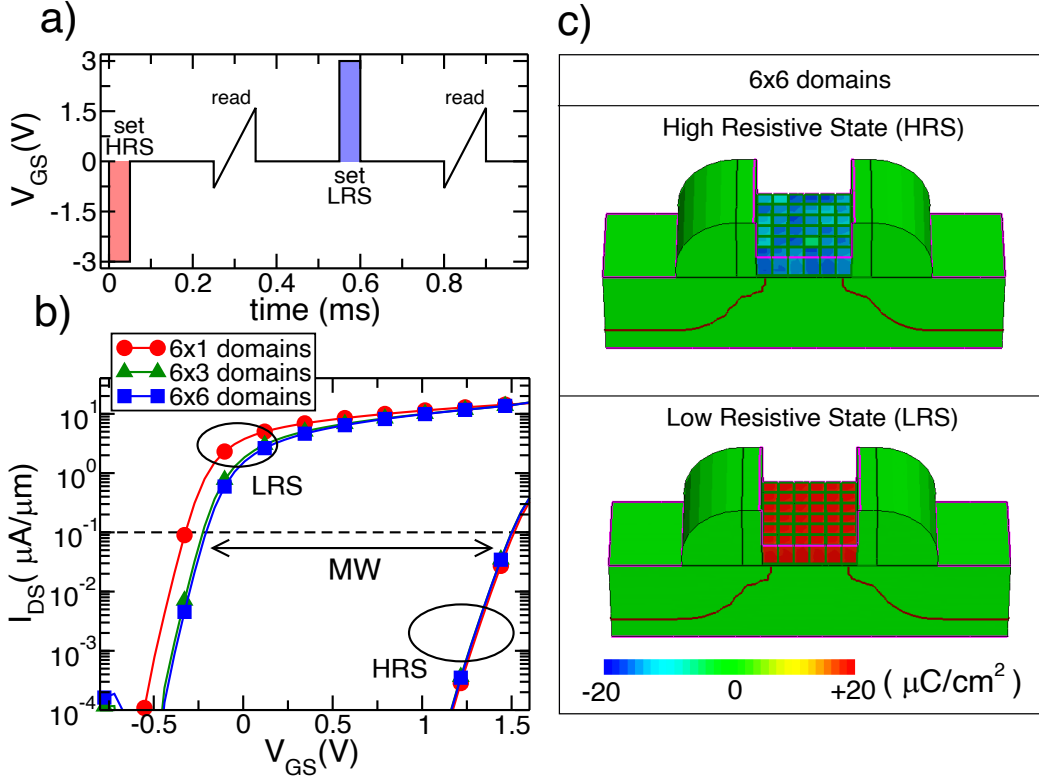 a)
3
1.5
0
-1.5
-3
V_GS(V)
set
HRS
read
set
LRS
read
0 0.2 0.4 0.6 0.8
time (ms)
b)
6x1 domains
6x3 domains
6x6 domains
10^1
10^0
10^-1
10^-2
10^-3
10^-4
I_DS( μA/μm)
LRS
MW
HRS
-0.5 0 0.5 1 1.5
V_GS(V)
c)
6x6 domains
High Resistive State (HRS)
Low Resistive State (LRS)
-20 0 +20 ( μC/cm²)